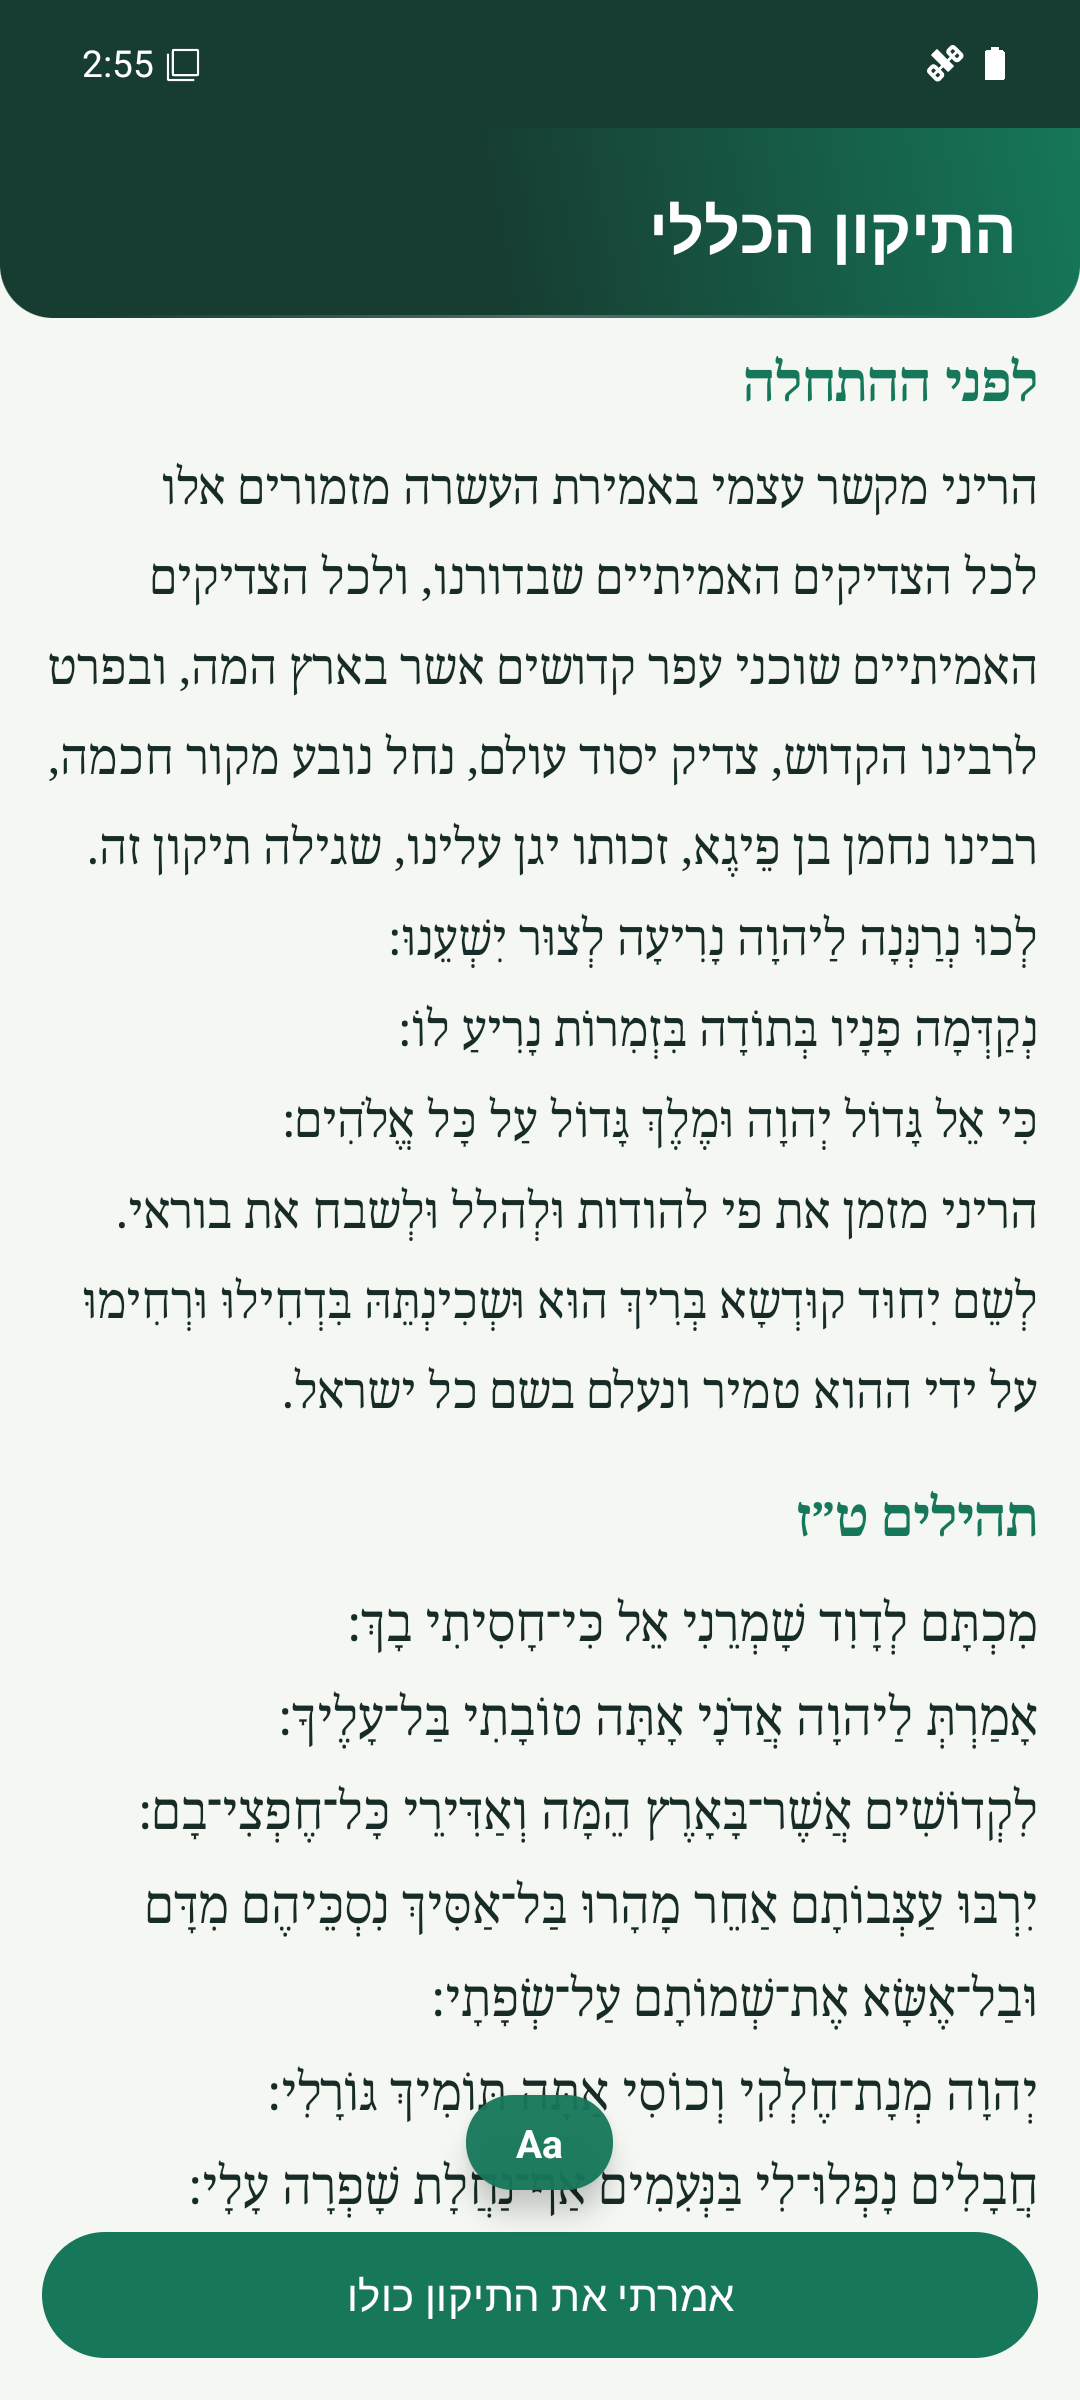 2:55
התיקון הכללי
לפני ההתחלה
הריני מקשר עצמי באמירת העשרה מזמורים אלו
לכל הצדיקים האמיתיים שבדורנו, ולכל הצדיקים
האמיתיים שוכני עפר קדושים אשר בארץ המה, ובפרט
לרבינו הקדוש, צדיק יסוד עולם, נחל נובע מקור חכמה,
רבינו נחמן בן פֵיגֶא, זכותו יגן עלינו, שגילה תיקון זה.
לְכוּ נְרַנְּנָה לַיהוָה נָרִיעָה לְצוּר יִשְׁעֵנוּ:
נְקַדְּמָה פָנָיו בְּתוֹדָה בִּזְמִרוֹת נָרִיעַ לוֹ:
כִּי אֵל גָּדוֹל יְהוָה וּמֶלֶךְ גָּדוֹל עַל כָּל אֱלֹהִים:
הריני מזמן את פי להודות וּלְהלל וּלְשבח את בוראי.
לְשֵׁם יִחוּד קוּדְשָׁא בְּרִיךְ הוּא וּשְׁכִינְתֵּהּ בִּדְחִילוּ וּרְחִימוּ
על ידי ההוא טמיר ונעלם בשם כל ישראל.
תהילים ט״ז
מִכְתָּם לְדָוִד שָׁמְרֵנִי אֵל כִּי־חָסִיתִי בָךְ:
אָמַרְתְּ לַיהוָה אֲדֹנָי אָתָּה טוֹבָתִי בַּל־עָלֶיךָ:
לִקְדוֹשִׁים אֲשֶׁר־בָּאָרֶץ הֵמָּה וְאַדִּירֵי כָּל־חֶפְצִי־בָם:
יִרְבּוּ עַצְּבוֹתָם אַחֵר מָהָרוּ בַּל־אַסִּיךְ נִסְכֵּיהֶם מִדָּם
וּבַל־אֶשָּׂא אֶת־שְׁמוֹתָם עַל־שְׂפָתָי:
יְהוָה מְנָת־חֶלְקִי וְכוֹסִי אַתָּה תּוֹמִיךְ גּוֹרָלִי:
Aa
חֲבָלִים נָפְלוּ־לִי בַּנְּעִמִים אַף־נַחֲלָת שָׁפְרָה עָלָי:
אמרתי את התיקון כולו